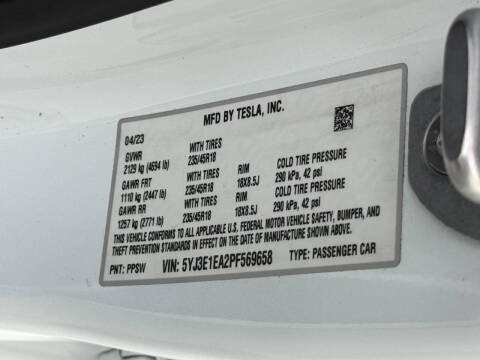 MFD BY TESLA, INC.
04/23
GVWR WITH TIRES
2129 kg (4694 lb) 235/45R18
GAWR FRT WITH TIRES RIM COLD TIRE PRESSURE
1110 kg (2447 lb) 235/45R18 18X8.5J 290 kPa, 42 psi
GAWR RR WITH TIRES RIM COLD TIRE PRESSURE
1257 kg (2771 lb) 235/45R18 18X8.5J 290 kPa, 42 psi
THIS VEHICLE CONFORMS TO ALL APPLICABLE U.S. FEDERAL MOTOR VEHICLE SAFETY, BUMPER, AND
THEFT PREVENTION STANDARDS IN EFFECT ON THE DATE OF MANUFACTURE SHOWN ABOVE.
PNT: PPSW VIN: 5YJ3E1EA2PF569658 TYPE: PASSENGER CAR